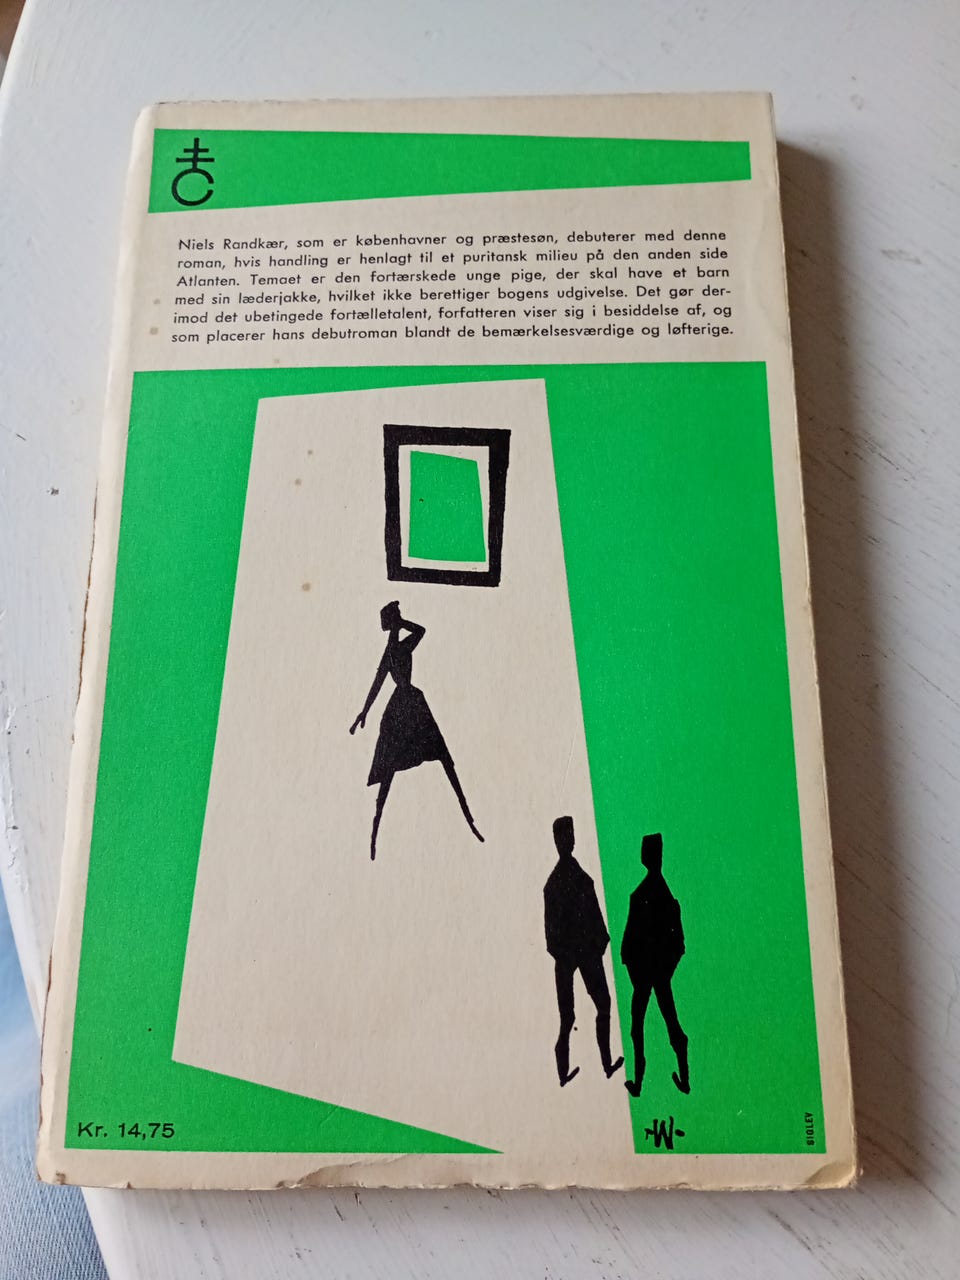 Niels Randkær, som er københavner og præstesøn, debuterer med denne
roman, hvis handling er henlagt til et puritansk milieu på den anden side
Atlanten. Temaet er den fortærskede unge pige, der skal have et barn
med sin læderjakke, hvilket ikke berettiger bogens udgivelse. Det gør der-
imod det ubetingede fortælletalent, forfatteren viser sig i besiddelse af, og
som placerer hans debutroman blandt de bemærkelsesværdige og løfterige.
Kr. 14,75
W
SIGLEV